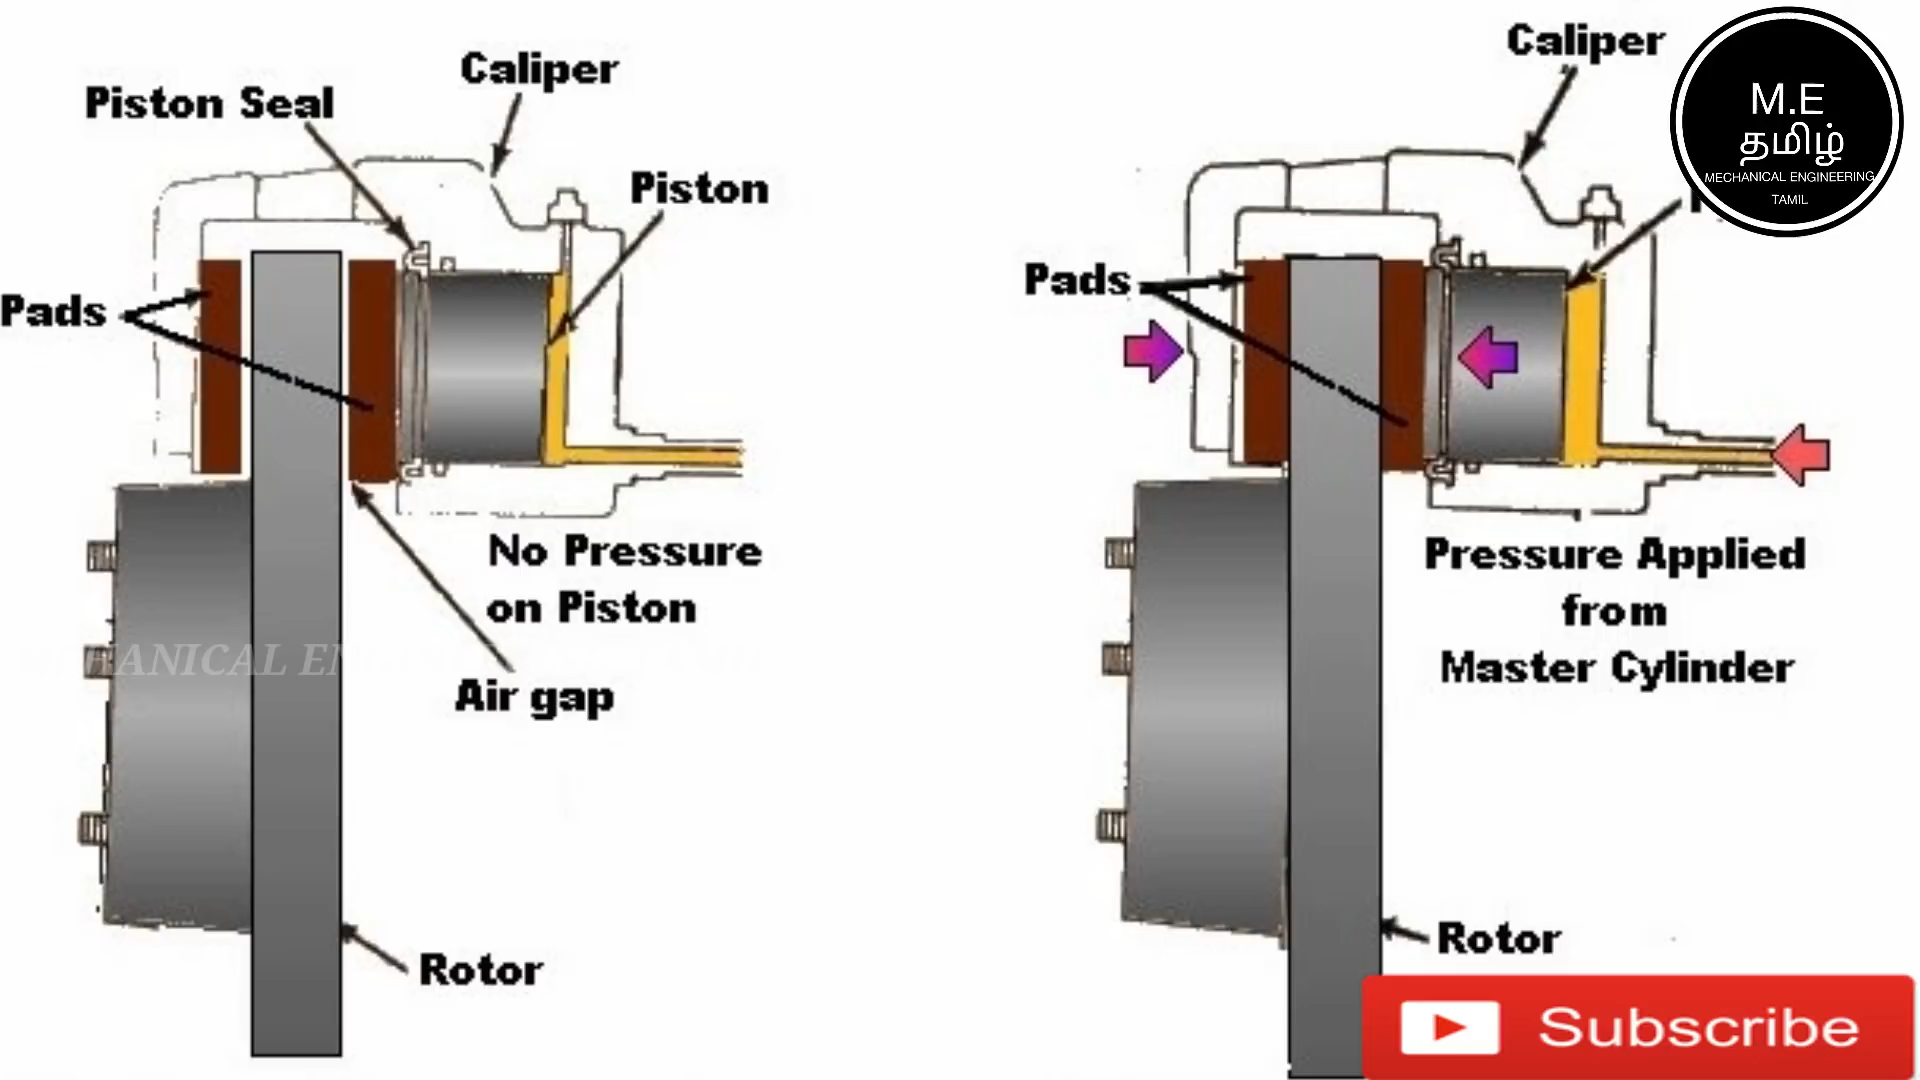 Caliper
Piston Seal
Piston
Pads
No Pressure
on Piston
Air gap
Rotor
Caliper
Pads
Pressure Applied
from
Master Cylinder
Rotor
M.E
தமிழ்
MECHANICAL ENGINEERING
TAMIL
Subscribe